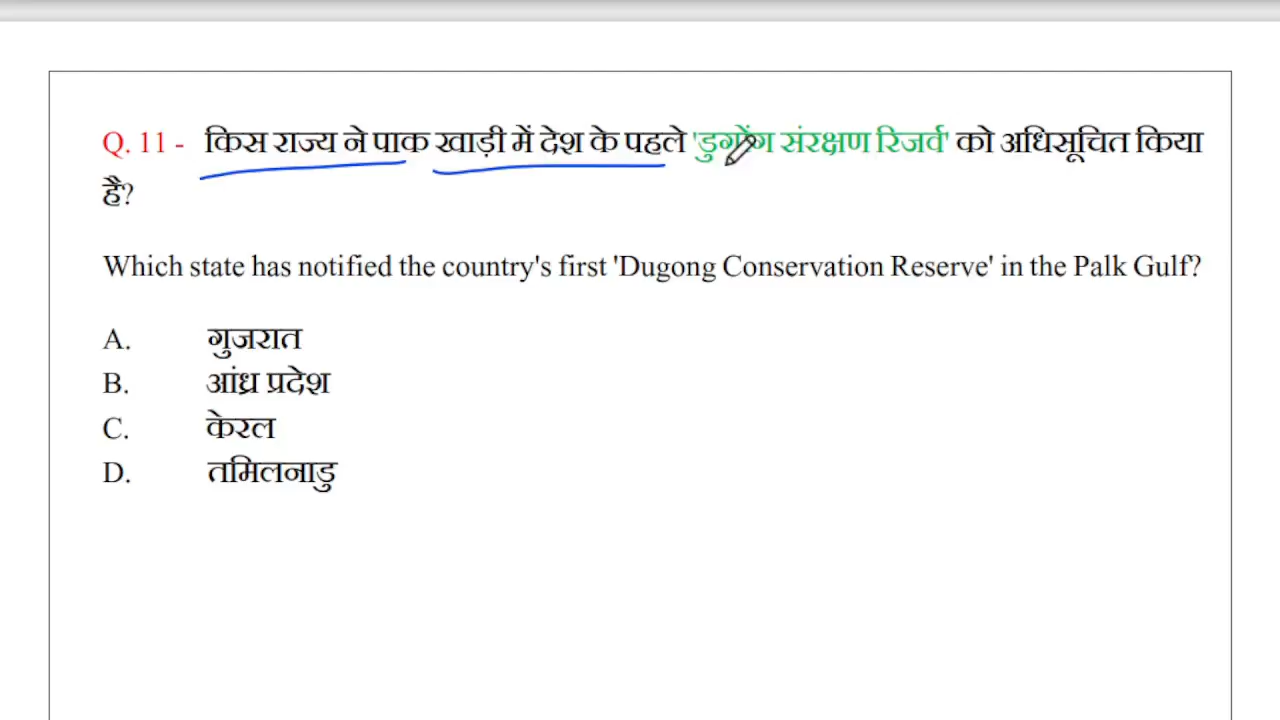 Q. 11 - किस राज्य ने पाक खाड़ी में देश के पहले 'डुगोंग संरक्षण रिजर्व' को अधिसूचित किया
है?
Which state has notified the country's first 'Dugong Conservation Reserve' in the Palk Gulf?
A. गुजरात
B. आंध्र प्रदेश
C. केरल
D. तमिलनाडु